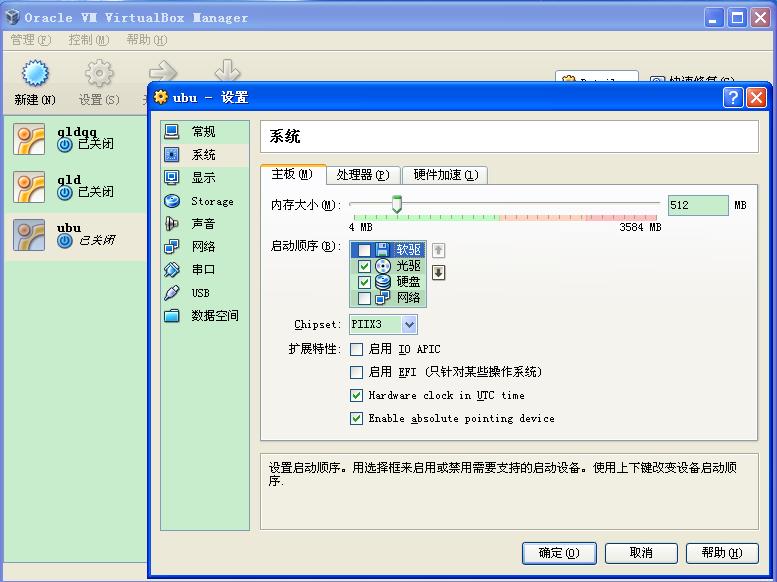 Oracle VM VirtualBox Manager
管理(F) 控制(M) 帮助(H)
新建(N) 设置(S)
快速修复(S)
gldqq
已关闭
gld
已关闭
ubu
已关闭
ubu - 设置
常规
系统
显示
Storage
声音
网络
串口
USB
数据空间
系统
主板(M) 处理器(P) 硬件加速(L)
内存大小(M): 512 MB
4 MB 3584 MB
启动顺序(B): 软驱
光驱
硬盘
网络
Chipset: PIIX3
扩展特性: 启用 IO APIC
启用 EFI (只针对某些操作系统)
Hardware clock in UTC time
Enable absolute pointing device
设置启动顺序。用选择框来启用或禁用需要支持的启动设备。使用上下键改变设备启动顺
序.
确定(O) 取消 帮助(H)